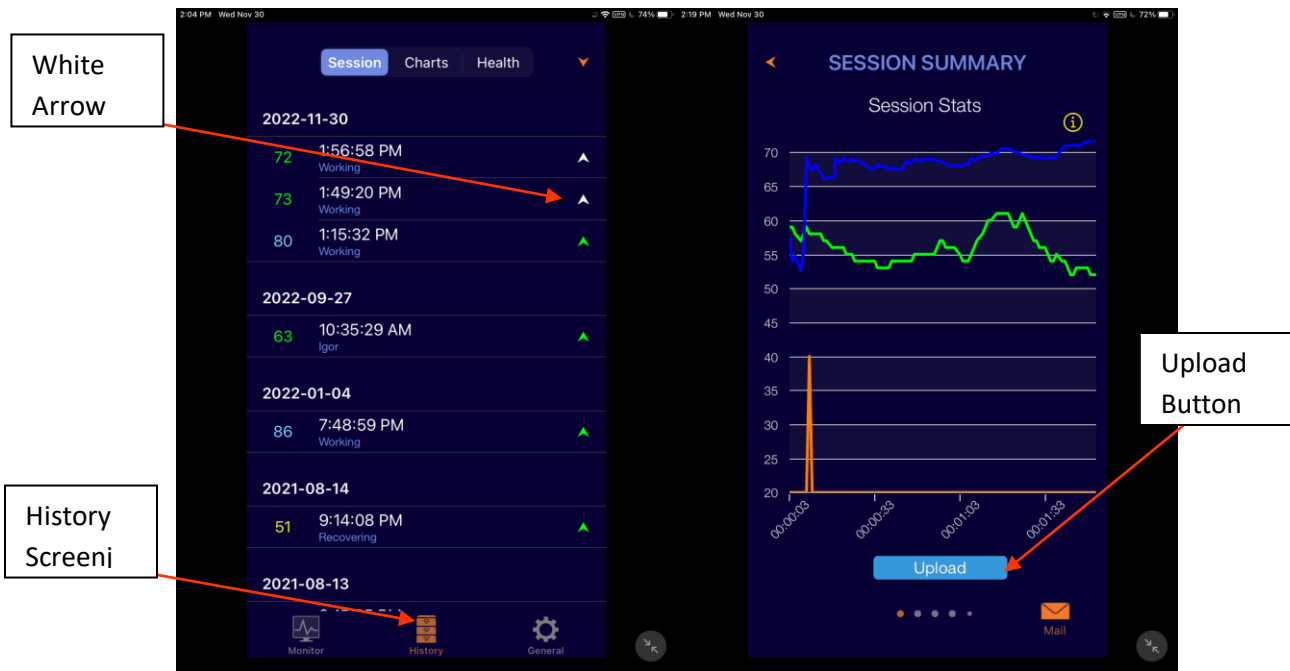 2:04 PM Wed Nov 30
74%
2:19 PM Wed Nov 30
72%
White
Arrow
Session Charts Health
2022-11-30
72 1:56:58 PM
Working
73 1:49:20 PM
Working
80 1:15:32 PM
Working
2022-09-27
63 10:35:29 AM
Igor
2022-01-04
86 7:48:59 PM
Working
2021-08-14
51 9:14:08 PM
Recovering
2021-08-13
Monitor History General
History
Screeni
SESSION SUMMARY
Session Stats
i
70
65
60
55
50
45
40
35
30
25
20
00:00:03 00:00:33 00:01:03 00:01:33
Upload
Mail
Upload
Button